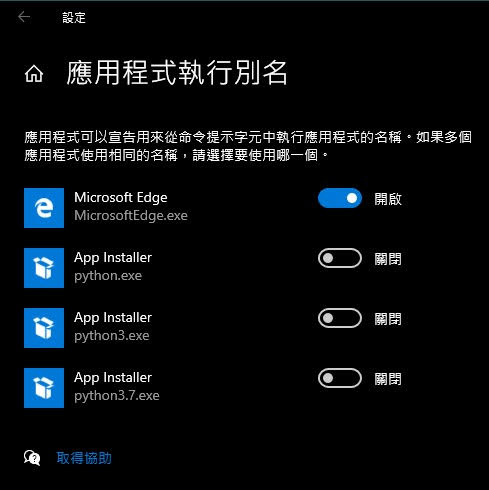 設定
應用程式執行別名
應用程式可以宣告用來從命令提示字元中執行應用程式的名稱。如果多個
應用程式使用相同的名稱，請選擇要使用哪一個。
Microsoft Edge
MicrosoftEdge.exe
開啟
App Installer
python.exe
關閉
App Installer
python3.exe
關閉
App Installer
python3.7.exe
關閉
取得協助